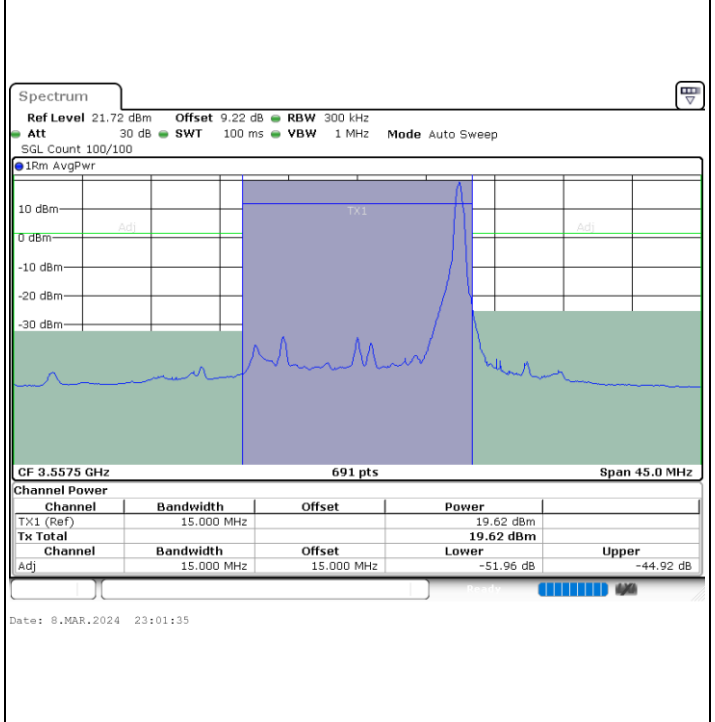 Spectrum
Ref Level 21.72 dBm Offset 9.22 dB RBW 300 kHz
Att 30 dB SWT 100 ms VBW 1 MHz Mode Auto Sweep
SGL Count 100/100
1Rm AvgPwr
10 dBm
TX1
Adj Adj
0 dBm
-10 dBm
-20 dBm
-30 dBm
CF 3.5575 GHz 691 pts Span 45.0 MHz
Channel Power
Channel Bandwidth Offset Power
TX1 (Ref) 15.000 MHz 19.62 dBm
Tx Total 19.62 dBm
Channel Bandwidth Offset Lower Upper
Adj 15.000 MHz 15.000 MHz -51.96 dB -44.92 dB
Ready
Date: 8.MAR.2024 23:01:35